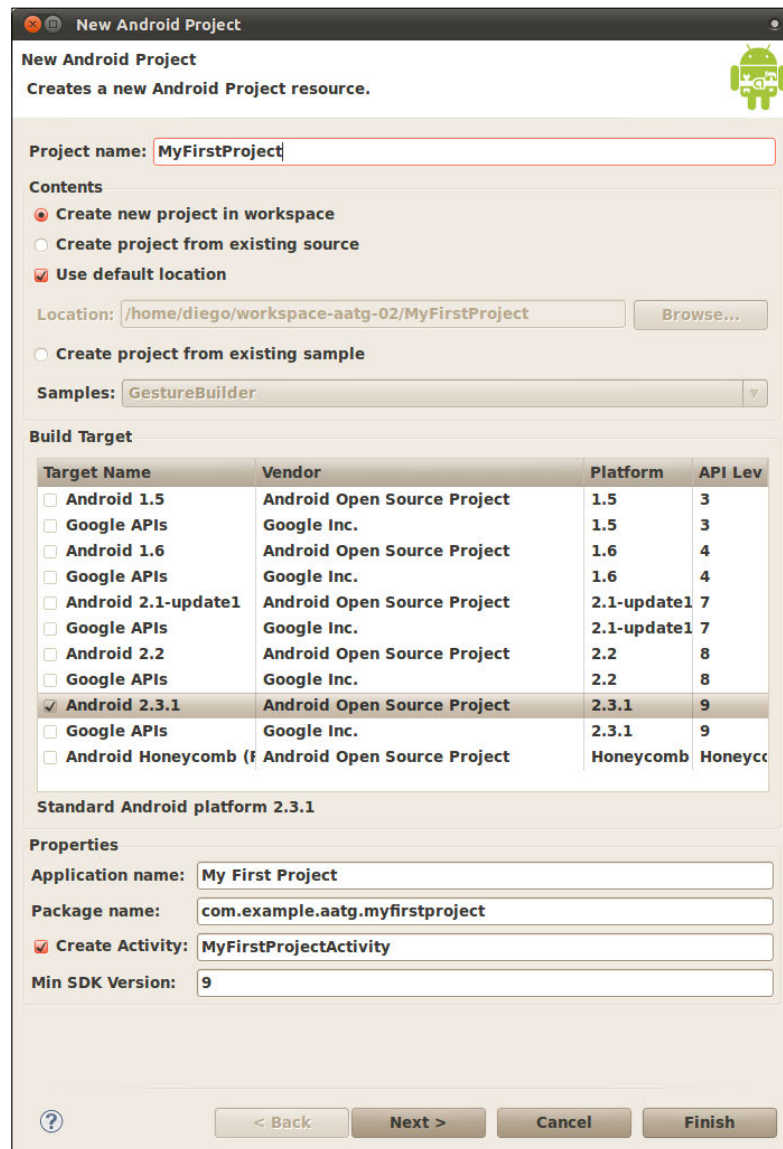 New Android Project
New Android Project
Creates a new Android Project resource.
Project name: MyFirstProject
Contents
Create new project in workspace
Create project from existing source
Use default location
Location: /home/diego/workspace-aatg-02/MyFirstProject Browse...
Create project from existing sample
Samples: GestureBuilder
Build Target
Target Name Vendor Platform API Lev
Android 1.5 Android Open Source Project 1.5 3
Google APIs Google Inc. 1.5 3
Android 1.6 Android Open Source Project 1.6 4
Google APIs Google Inc. 1.6 4
Android 2.1-update1 Android Open Source Project 2.1-update1 7
Google APIs Google Inc. 2.1-update1 7
Android 2.2 Android Open Source Project 2.2 8
Google APIs Google Inc. 2.2 8
Android 2.3.1 Android Open Source Project 2.3.1 9
Google APIs Google Inc. 2.3.1 9
Android Honeycomb ( Android Open Source Project Honeycomb Honeyc
Standard Android platform 2.3.1
Properties
Application name: My First Project
Package name: com.example.aatg.myfirstproject
Create Activity: MyFirstProjectActivity
Min SDK Version: 9
? < Back Next > Cancel Finish